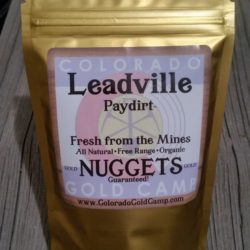 COLORADO
Leadville
Paydirt
Fresh from the Mines
All Natural • Free Range • Organic
GOLD NUGGETS GOLD
Guaranteed!
GOLD CAMP
www.ColoradoGoldCamp.com